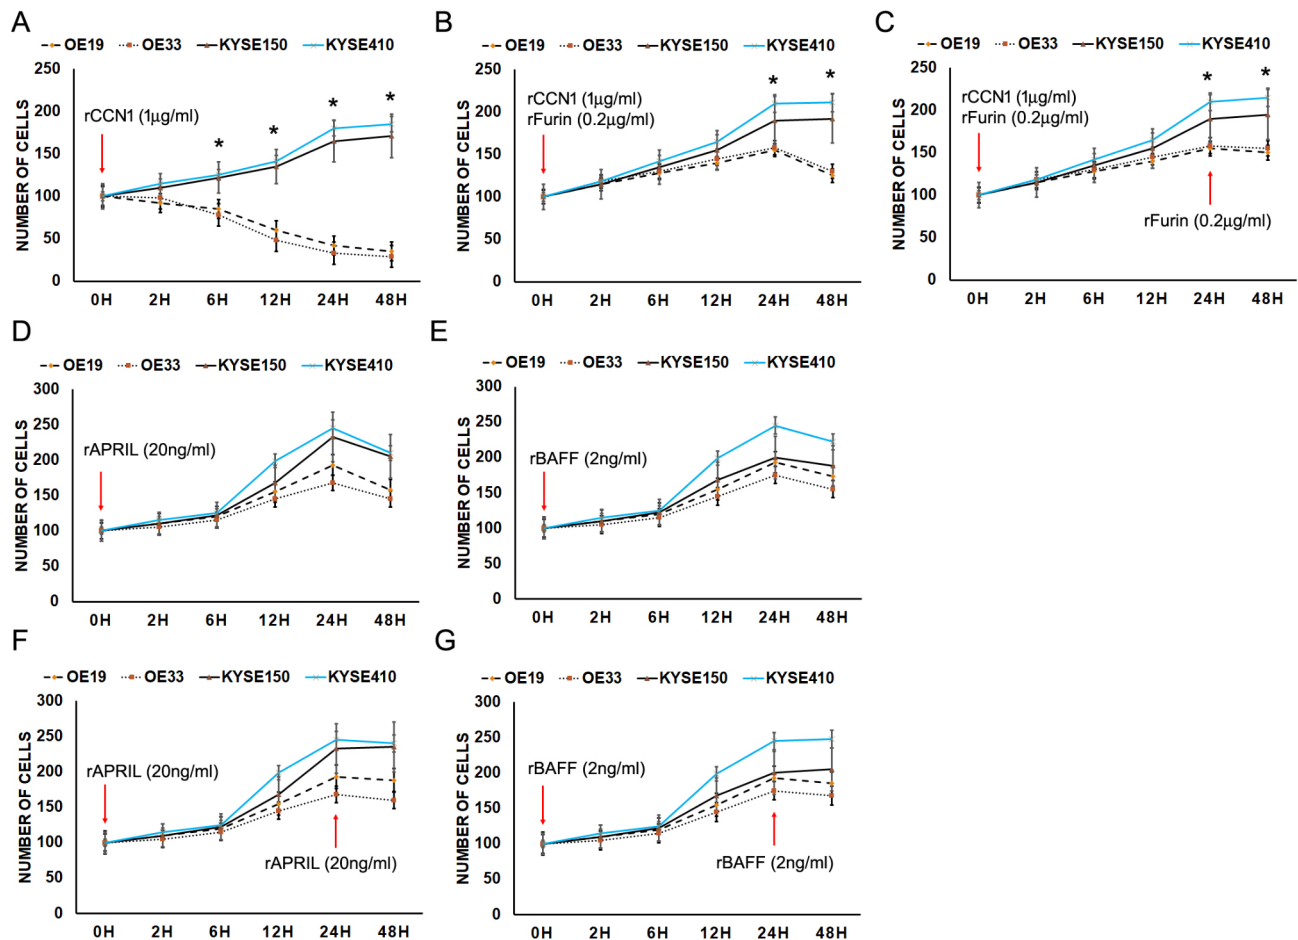 A
OE19 OE33 KYSE150 KYSE410
NUMBER OF CELLS
250
200
150
100
50
0
rCCN1 (1μg/ml)
* * * *
0H 2H 6H 12H 24H 48H
B
OE19 OE33 KYSE150 KYSE410
NUMBER OF CELLS
250
200
150
100
50
0
rCCN1 (1μg/ml)
rFurin (0.2μg/ml)
* *
0H 2H 6H 12H 24H 48H
C
OE19 OE33 KYSE150 KYSE410
NUMBER OF CELLS
250
200
150
100
50
0
rCCN1 (1μg/ml)
rFurin (0.2μg/ml)
* *
rFurin (0.2μg/ml)
0H 2H 6H 12H 24H 48H
D
OE19 OE33 KYSE150 KYSE410
NUMBER OF CELLS
300
250
200
150
100
50
0
rAPRIL (20ng/ml)
0H 2H 6H 12H 24H 48H
E
OE19 OE33 KYSE150 KYSE410
NUMBER OF CELLS
300
250
200
150
100
50
0
rBAFF (2ng/ml)
0H 2H 6H 12H 24H 48H
F
OE19 OE33 KYSE150 KYSE410
NUMBER OF CELLS
300
250
200
150
100
50
0
rAPRIL (20ng/ml)
rAPRIL (20ng/ml)
0H 2H 6H 12H 24H 48H
G
OE19 OE33 KYSE150 KYSE410
NUMBER OF CELLS
300
250
200
150
100
50
0
rBAFF (2ng/ml)
rBAFF (2ng/ml)
0H 2H 6H 12H 24H 48H